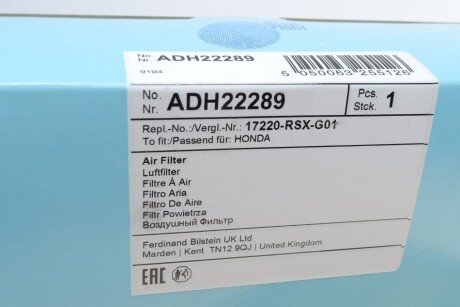 No.
Nr. ADH22289
0194
5 050063 255126
No.
Nr. ADH22289
Pcs.
Stck. 1
Repl.-No.:/Vergl.-Nr.: 17220-RSX-G01
To fit:/Passend für: HONDA
Air Filter
Luftfilter
Filtre À Air
Filtro Aria
Filtro De Aire
Filtr Powietrza
Воздушный Фильтр
Ferdinand Bilstein UK Ltd
Marden | Kent TN12 9QJ | United Kingdom
EAC